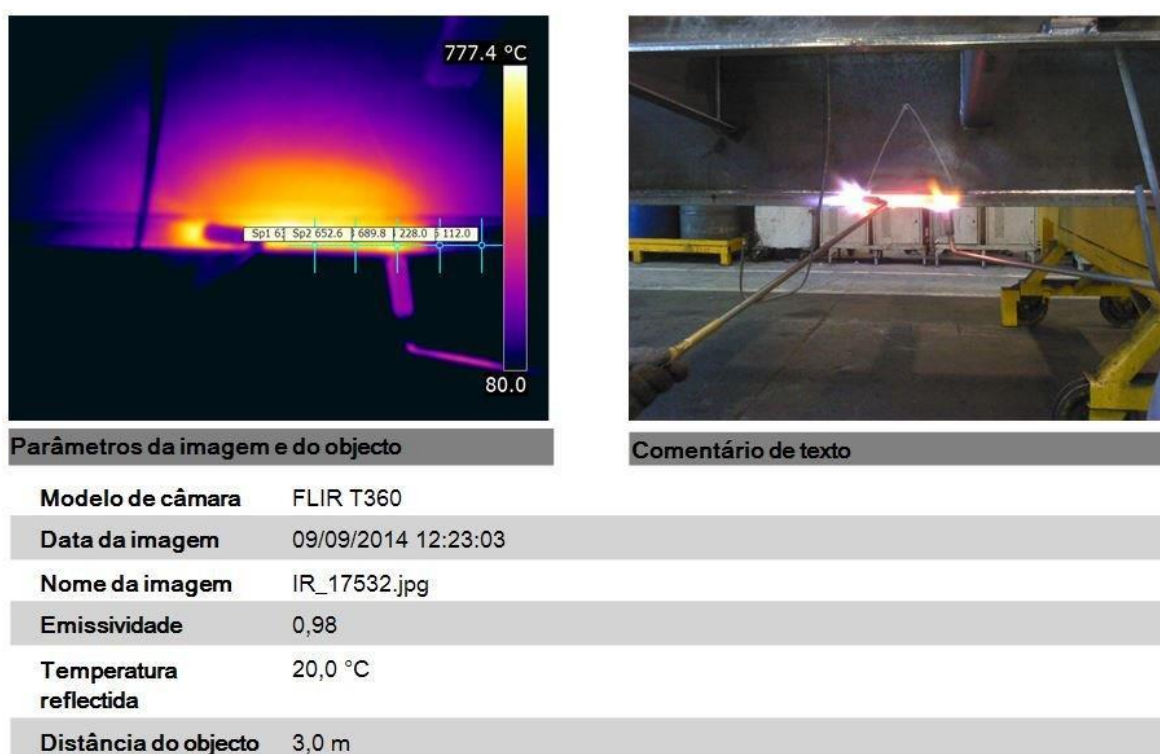 777.4 °C
Sp1 6 Sp2 652.6 689.8 228.0 112.0
80.0
Parâmetros da imagem e do objecto
Comentário de texto
Modelo de câmara FLIR T360
Data da imagem 09/09/2014 12:23:03
Nome da imagem IR_17532.jpg
Emissividade 0,98
Temperatura 20,0 °C
reflectida
Distância do objecto 3,0 m